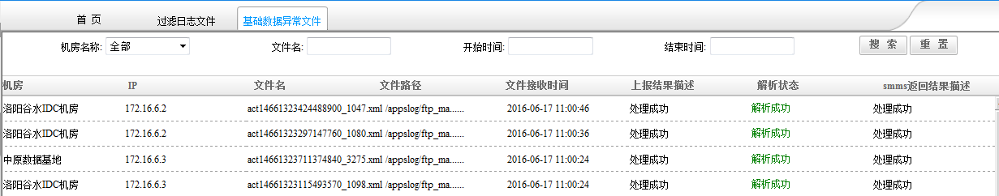 首 页 过滤日志文件 基础数据异常文件
机房名称: 全部 文件名: 开始时间: 结束时间: 搜 索 重 置
机房 IP 文件名 文件路径 文件接收时间 上报结果描述 解析状态 smms返回结果描述
洛阳谷水IDC机房 172.16.6.2 act14661323424488900_1047.xml /appslog/ftp_ma...... 2016-06-17 11:00:46 处理成功 解析成功 处理成功
洛阳谷水IDC机房 172.16.6.2 act14661323297147760_1080.xml /appslog/ftp_ma...... 2016-06-17 11:00:36 处理成功 解析成功 处理成功
中原数据基地 172.16.6.3 act14661323711374840_3275.xml /appslog/ftp_ma...... 2016-06-17 11:00:24 处理成功 解析成功 处理成功
洛阳谷水IDC机房 172.16.6.3 act14661323115493570_1098.xml /appslog/ftp_ma...... 2016-06-17 11:00:24 处理成功 解析成功 处理成功